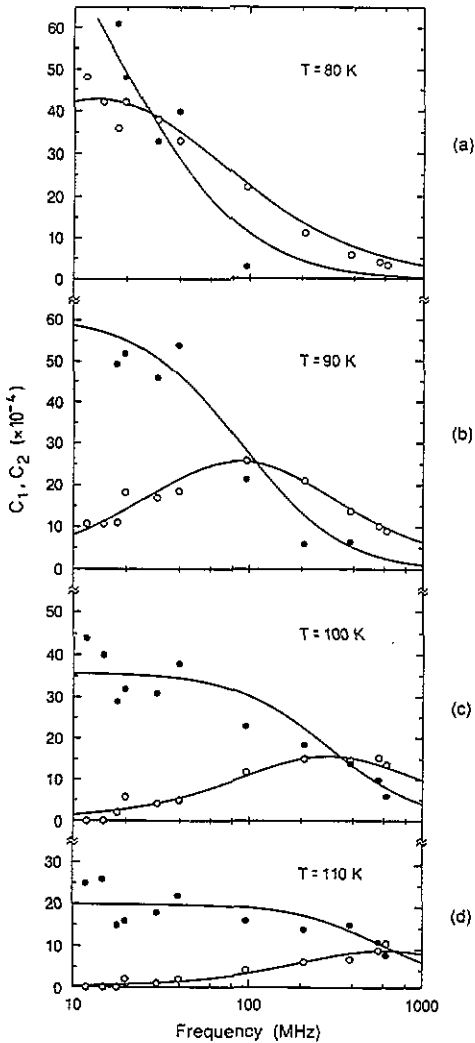 60
50
40
30
20
10
0
T = 80 K
(a)
60
50
40
30
20
10
0
T = 90 K
(b)
C₁, C₂ (×10⁻⁴)
50
40
30
20
10
0
T = 100 K
(c)
30
20
10
0
T = 110 K
(d)
10 100 1000
Frequency (MHz)